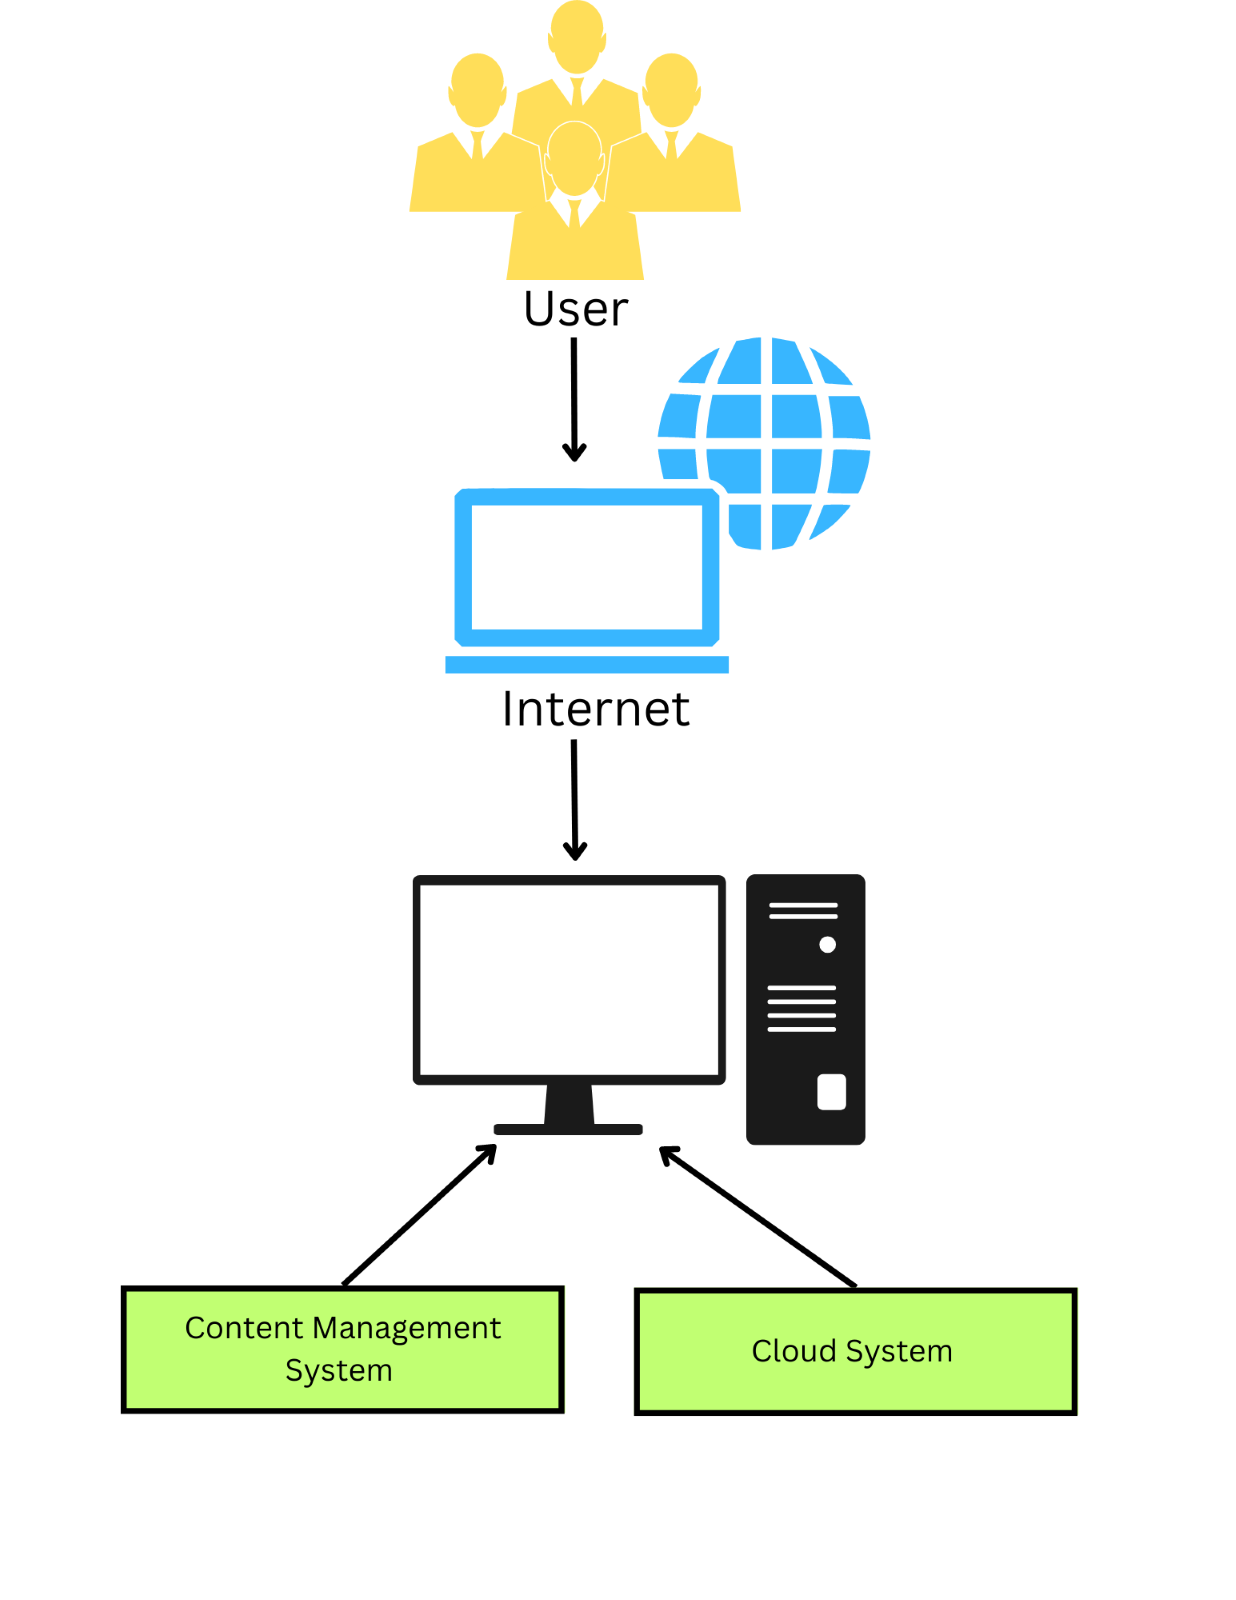 User
Internet
Content Management
System
Cloud System